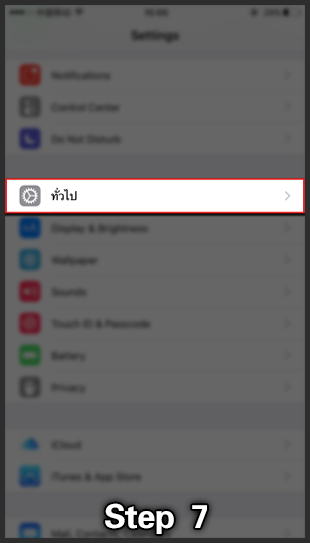 Settings
Notifications
Control Center
Do Not Disturb
ทั่วไป
Display & Brightness
Wallpaper
Sounds
Touch ID & Passcode
Battery
Privacy
iCloud
iTunes & App Store
Step 7